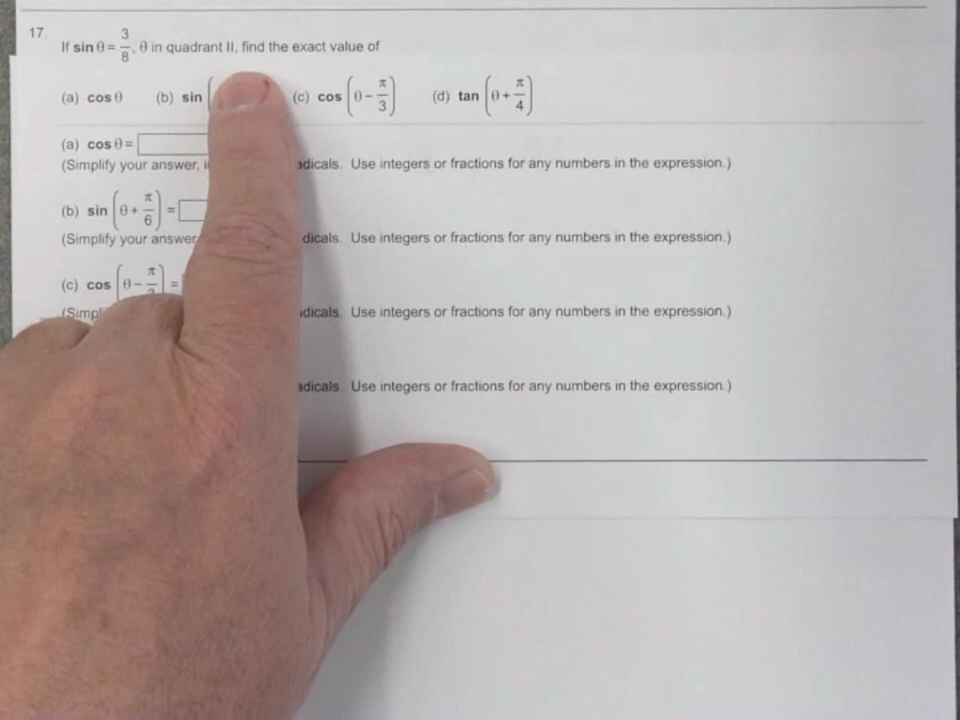 17.
If sin θ = 3/8, θ in quadrant II, find the exact value of
(a) cos θ (b) sin ( (c) cos (θ − π/3) (d) tan (θ + π/4)
(a) cos θ =
(Simplify your answer, adicals. Use integers or fractions for any numbers in the expression.)
(b) sin (θ + π/6) =
(Simplify your answer dicals. Use integers or fractions for any numbers in the expression.)
(c) cos (θ − π/3) =
(Simpli dicals. Use integers or fractions for any numbers in the expression.)
adicals. Use integers or fractions for any numbers in the expression.)